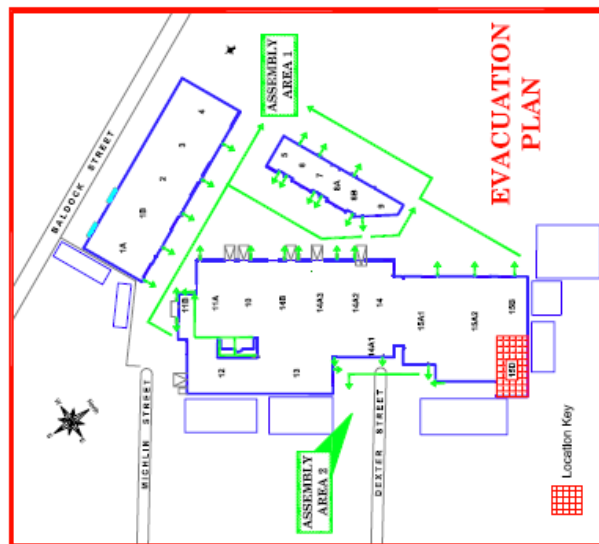 EVACUATION
PLAN
ASSEMBLY
AREA 1
BALDOCK STREET
4
3
2
1B
1A
5
6
7
8A
8B
9
11B
11A
10
14B
14A3
14A2
14
15A1
15A2
15B
12
13
14A1
15D
MICHLIN STREET
DEXTER STREET
ASSEMBLY
AREA 2
Location Key